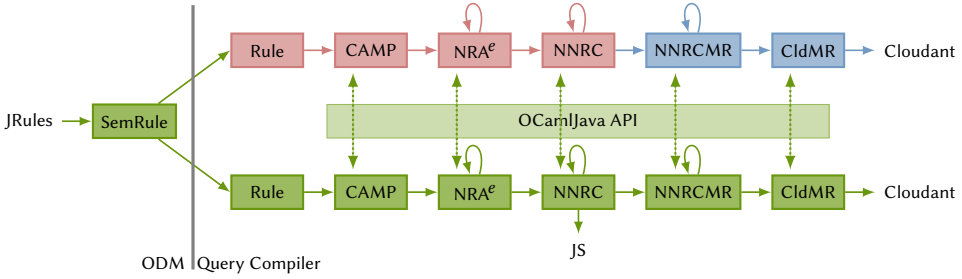 Rule CAMP NRAᵉ NNRC NNRCMR CldMR Cloudant
JRules SemRule OCamlJava API
Rule CAMP NRAᵉ NNRC NNRCMR CldMR Cloudant
JS
ODM Query Compiler